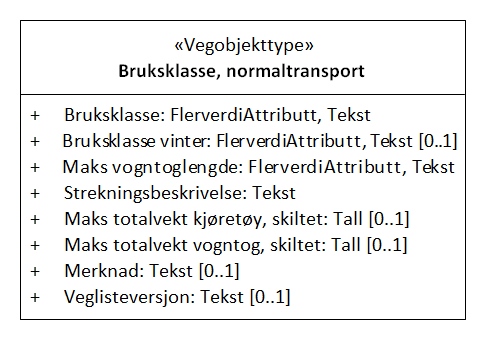 «Vegobjekttype»
Bruksklasse, normaltransport
+ Bruksklasse: FlerverdiAttributt, Tekst
+ Bruksklasse vinter: FlerverdiAttributt, Tekst [0..1]
+ Maks vogntoglengde: FlerverdiAttributt, Tekst
+ Strekningsbeskrivelse: Tekst
+ Maks totalvekt kjøretøy, skiltet: Tall [0..1]
+ Maks totalvekt vogntog, skiltet: Tall [0..1]
+ Merknad: Tekst [0..1]
+ Veglisteversjon: Tekst [0..1]